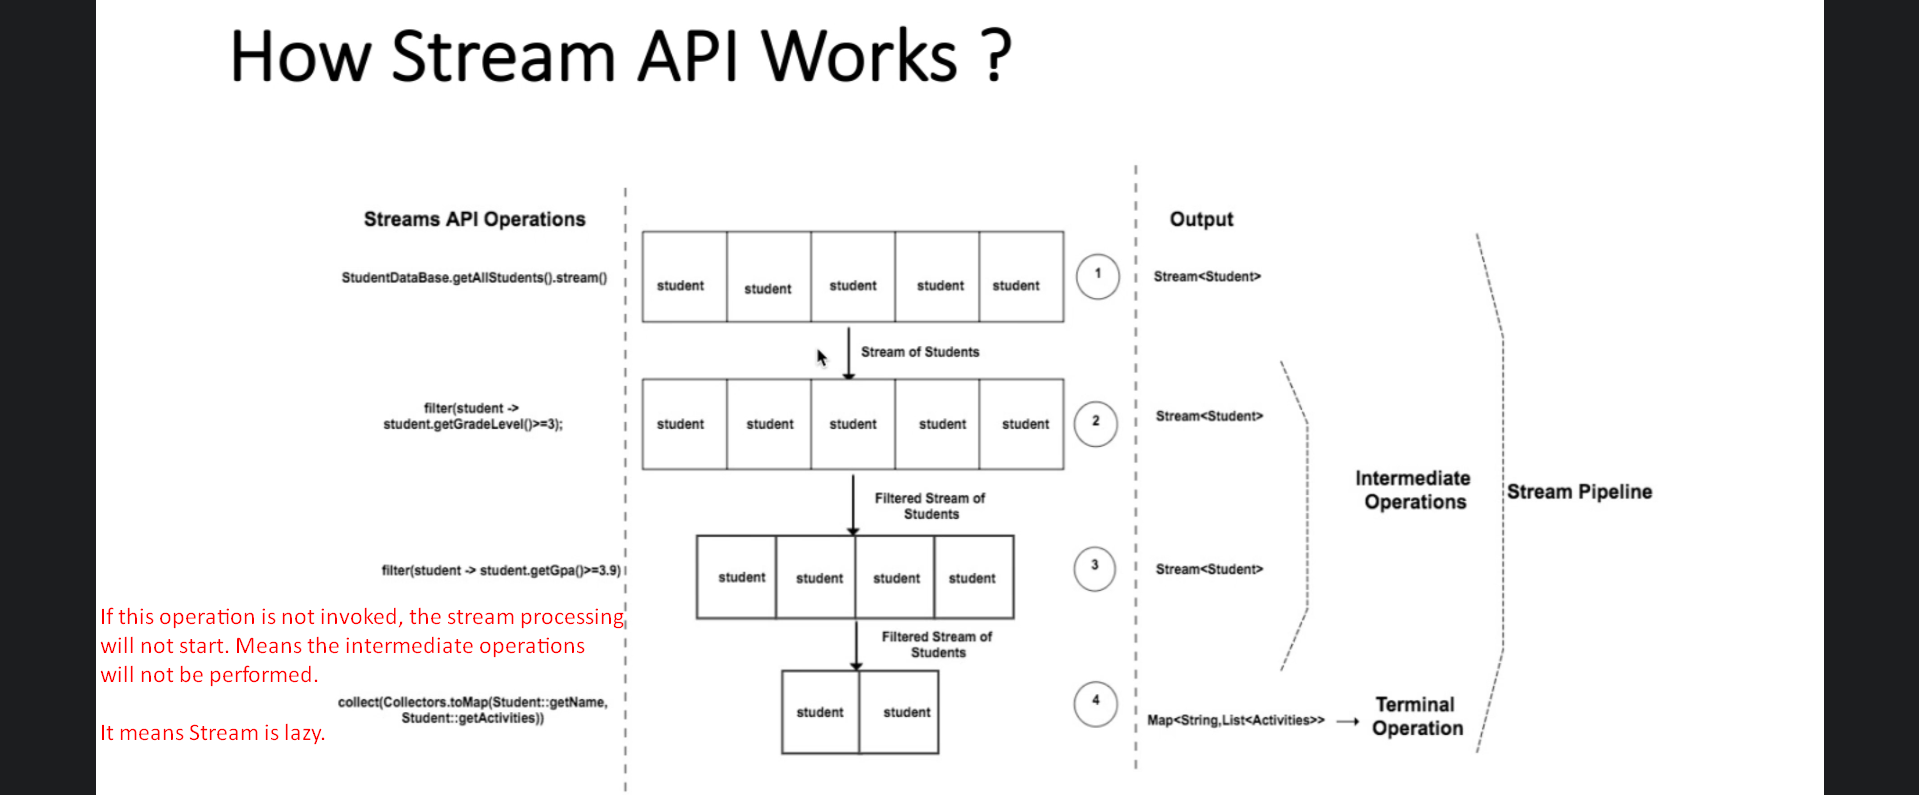 How Stream API Works ?
Streams API Operations
Output
StudentDataBase.getAllStudents().stream()
student
student
student
student
student
1
Stream<Student>
Stream of Students
filter(student ->
student.getGradeLevel()>=3);
student
student
student
student
student
2
Stream<Student>
Intermediate
Operations
Stream Pipeline
Filtered Stream of
Students
filter(student -> student.getGpa()>=3.9)
student
student
student
student
3
Stream<Student>
If this operation is not invoked, the stream processing
will not start. Means the intermediate operations
will not be performed.
Filtered Stream of
Students
collect(Collectors.toMap(Student::getName,
Student::getActivities))
student
student
4
Map<String,List<Activities>>
Terminal
Operation
It means Stream is lazy.